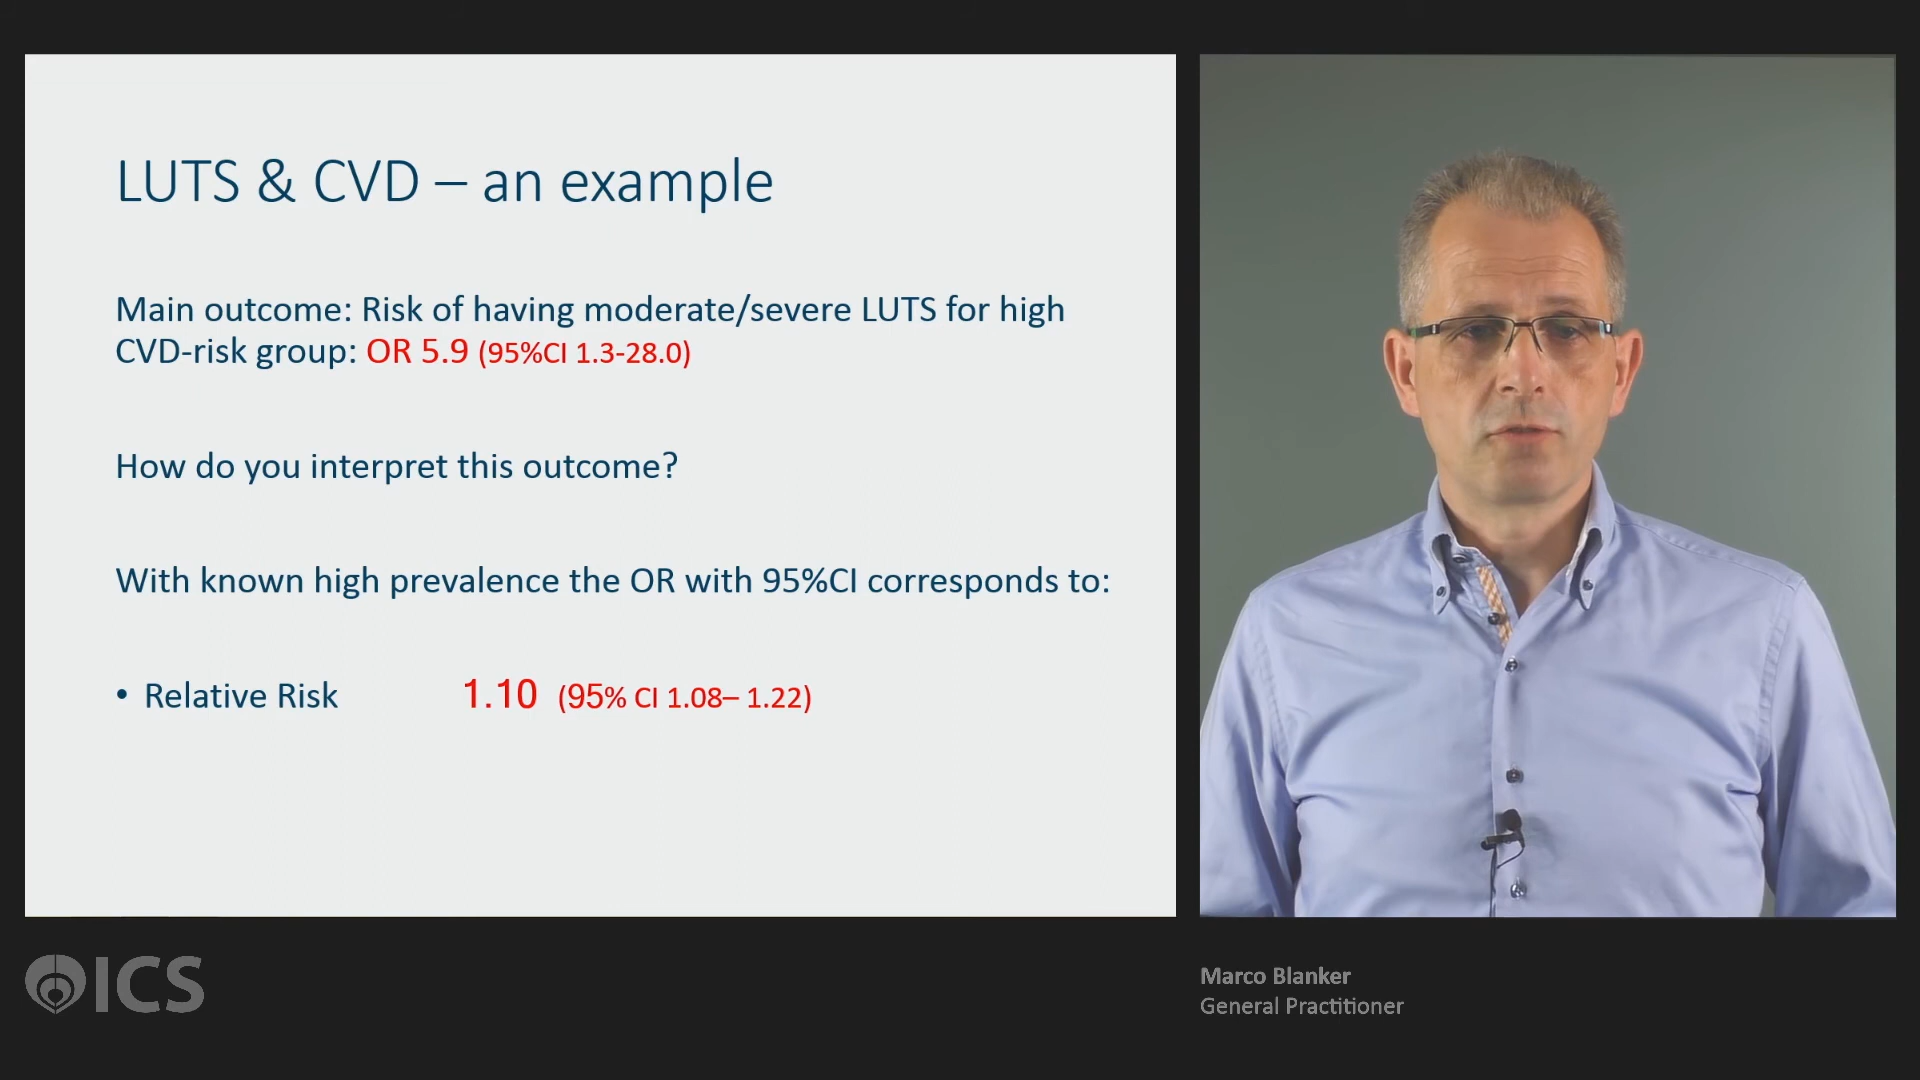 LUTS & CVD – an example
Main outcome: Risk of having moderate/severe LUTS for high
CVD-risk group: OR 5.9 (95%CI 1.3-28.0)
How do you interpret this outcome?
With known high prevalence the OR with 95%CI corresponds to:
• Relative Risk 1.10 (95% CI 1.08– 1.22)
ICS
Marco Blanker
General Practitioner